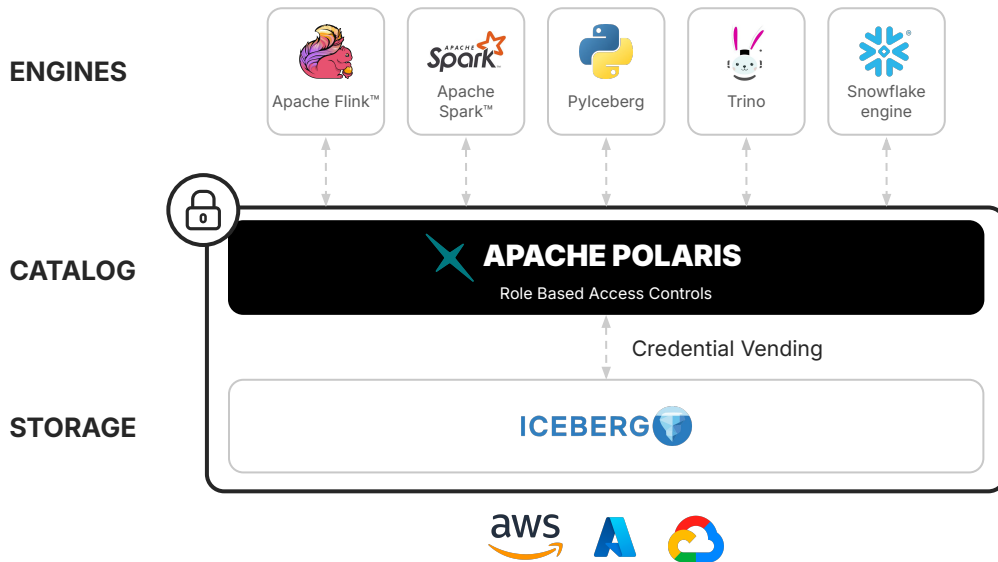 ENGINES
Apache Flink™
APACHE
Spark™
Apache
Spark™
PyIceberg
Trino
®
Snowflake
engine
CATALOG
APACHE POLARIS
Role Based Access Controls
Credential Vending
STORAGE
ICEBERG
aws